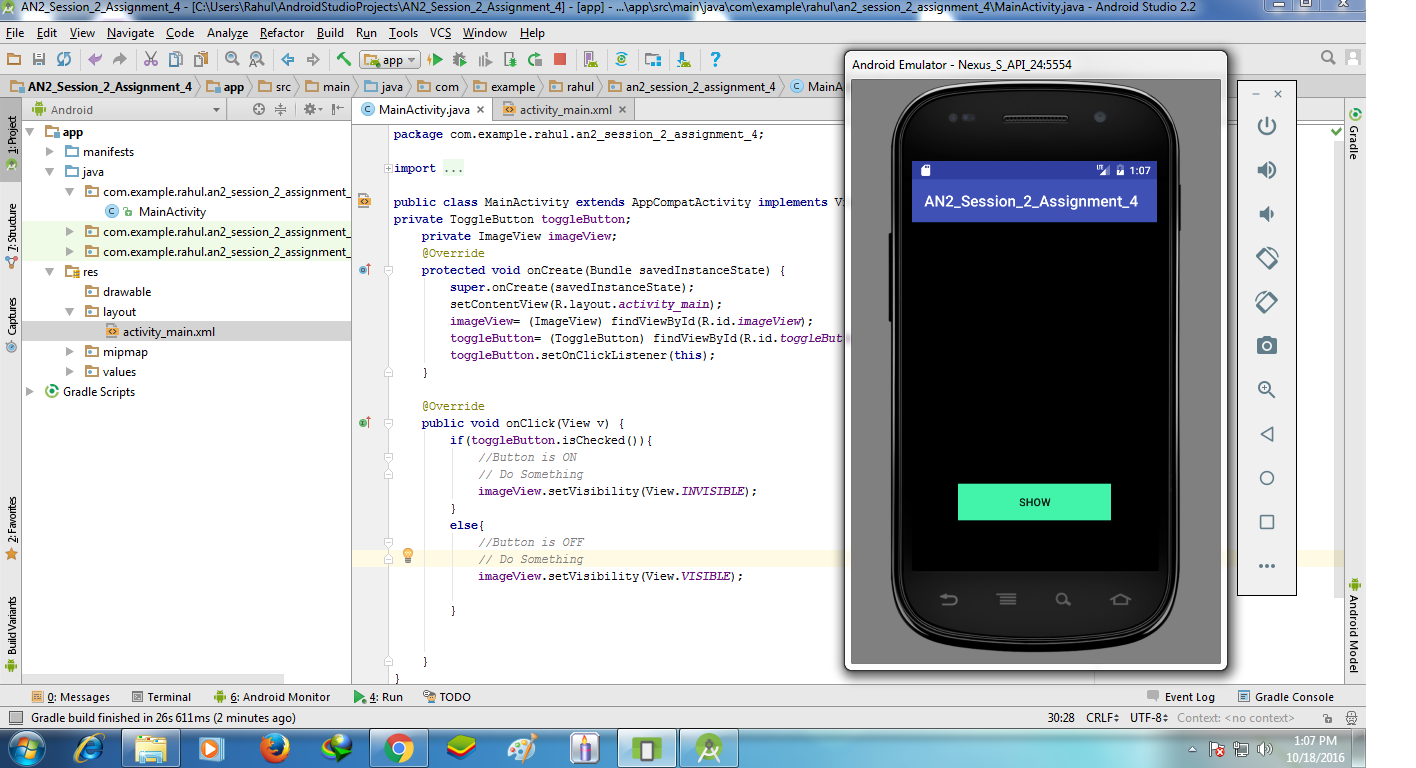 AN2_Session_2_Assignment_4 - [C:\Users\Rahul\AndroidStudioProjects\AN2_Session_2_Assignment_4] - [app] - ...\app\src\main\java\com\example\rahul\an2_session_2_assignment_4\MainActivity.java - Android Studio 2.2
File Edit View Navigate Code Analyze Refactor Build Run Tools VCS Window Help
app
AN2_Session_2_Assignment_4 app src main java com example rahul an2_session_2_assignment_4 MainA
Android
MainActivity.java activity_main.xml
1: Project
7: Structure
Captures
2: Favorites
Build Variants
app
manifests
java
com.example.rahul.an2_session_2_assignment_
MainActivity
com.example.rahul.an2_session_2_assignment_
com.example.rahul.an2_session_2_assignment_
res
drawable
layout
activity_main.xml
mipmap
values
Gradle Scripts
package com.example.rahul.an2_session_2_assignment_4;
import ...
public class MainActivity extends AppCompatActivity implements Vi
private ToggleButton toggleButton;
private ImageView imageView;
@Override
protected void onCreate(Bundle savedInstanceState) {
super.onCreate(savedInstanceState);
setContentView(R.layout.activity_main);
imageView= (ImageView) findViewById(R.id.imageView);
toggleButton= (ToggleButton) findViewById(R.id.toggleBut
toggleButton.setOnClickListener(this);
}
@Override
public void onClick(View v) {
if(toggleButton.isChecked()){
//Button is ON
// Do Something
imageView.setVisibility(View.INVISIBLE);
}
else{
//Button is OFF
// Do Something
imageView.setVisibility(View.VISIBLE);
}
}
}
Android Emulator - Nexus_S_API_24:5554
LTE 1:07
AN2_Session_2_Assignment_4
SHOW
Gradle
Android Model
0: Messages Terminal 6: Android Monitor 4: Run TODO Event Log Gradle Console
Gradle build finished in 26s 611ms (2 minutes ago) 30:28 CRLF UTF-8 Context: <no context>
1:07 PM
10/18/2016